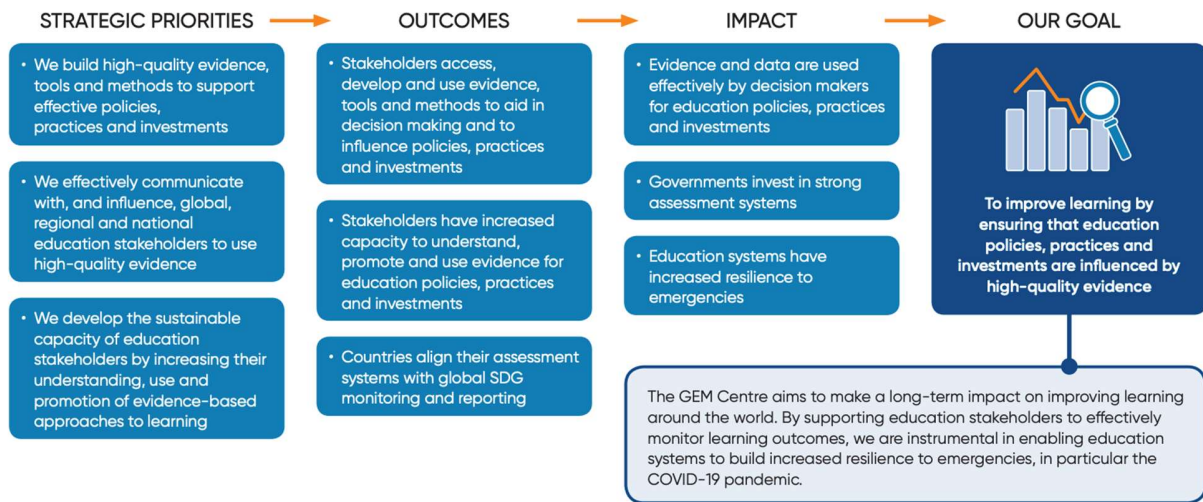 STRATEGIC PRIORITIES
• We build high-quality evidence,
tools and methods to support
effective policies,
practices and investments
• We effectively communicate
with, and influence, global,
regional and national
education stakeholders to use
high-quality evidence
• We develop the sustainable
capacity of education
stakeholders by increasing their
understanding, use and
promotion of evidence-based
approaches to learning
OUTCOMES
• Stakeholders access,
develop and use evidence,
tools and methods to aid in
decision making and to
influence policies, practices
and investments
• Stakeholders have increased
capacity to understand,
promote and use evidence for
education policies, practices
and investments
• Countries align their assessment
systems with global SDG
monitoring and reporting
IMPACT
• Evidence and data are used
effectively by decision makers
for education policies, practices
and investments
• Governments invest in strong
assessment systems
• Education systems have
increased resilience to
emergencies
OUR GOAL
To improve learning by
ensuring that education
policies, practices and
investments are influenced by
high-quality evidence
The GEM Centre aims to make a long-term impact on improving learning
around the world. By supporting education stakeholders to effectively
monitor learning outcomes, we are instrumental in enabling education
systems to build increased resilience to emergencies, in particular the
COVID-19 pandemic.